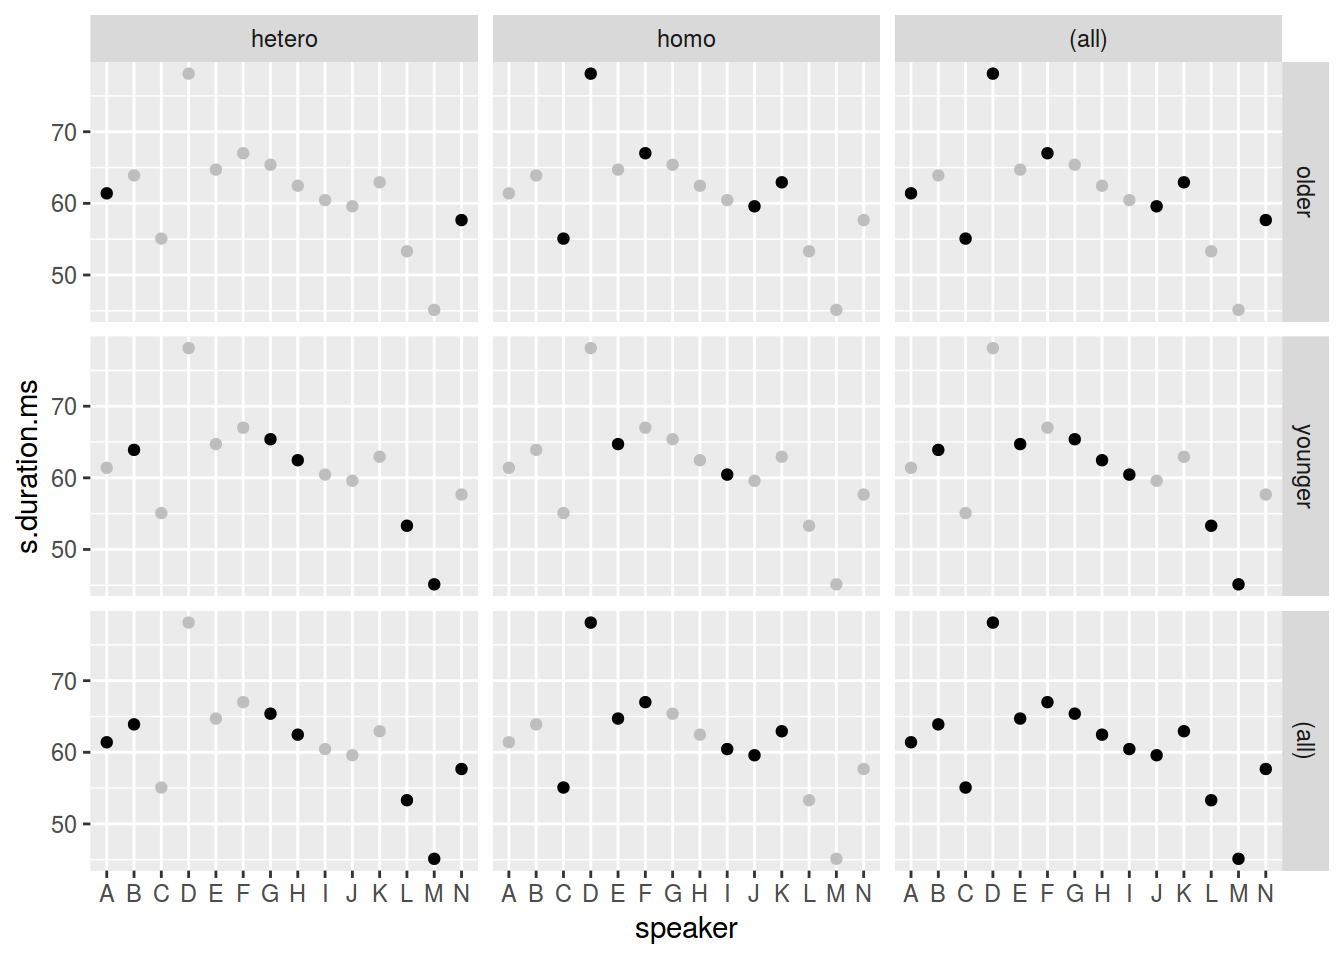 hetero homo (all)
70
60
50
older
70
60
50
younger
70
60
50
(all)
s.duration.ms
A B C D E F G H I J K L M N A B C D E F G H I J K L M N A B C D E F G H I J K L M N
speaker